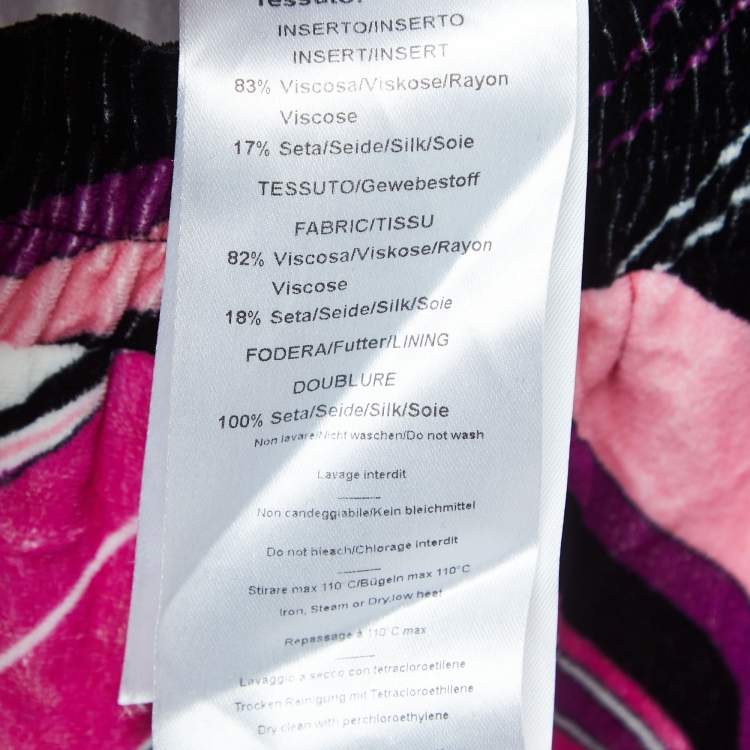 Tessuto:
INSERTO/INSERTO
INSERT/INSERT
83% Viscosa/Viskose/Rayon
Viscose
17% Seta/Seide/Silk/Soie
TESSUTO/Gewebestoff
FABRIC/TISSU
82% Viscosa/Viskose/Rayon
Viscose
18% Seta/Seide/Silk/Soie
FODERA/Futter/LINING
DOUBLURE
100% Seta/Seide/Silk/Soie
Non lavare/Nicht waschen/Do not wash
Lavage interdit
Non candeggiabile/Kein bleichmittel
Do not bleach/Chlorage interdit
Stirare max 110°C/Bügeln max 110°C
Iron, Steam or Dry,low heet
Repassage à 110°C max
Lavaggio a secco con tetracloroetilene
Trocken Reinigung mit Tetracloroethilene
Dry clean with perchloroethylene